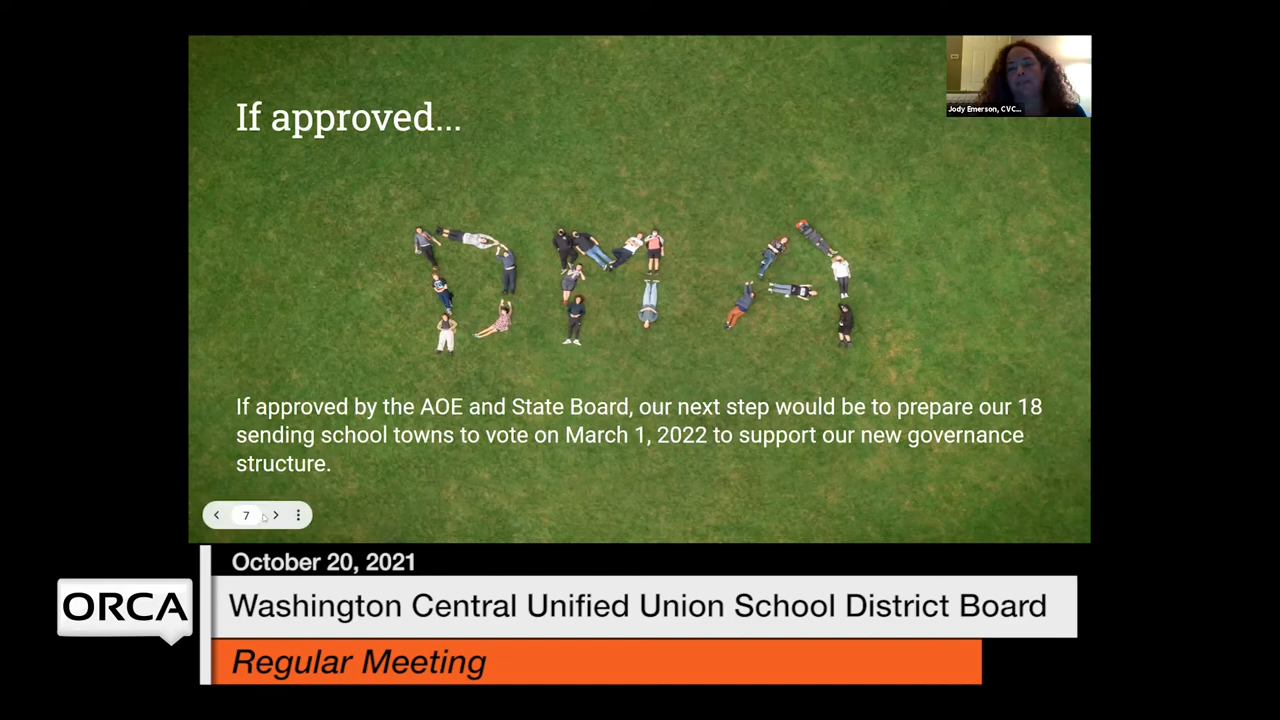 If approved...
Jody Emerson, CVC...
DMA
If approved by the AOE and State Board, our next step would be to prepare our 18
sending school towns to vote on March 1, 2022 to support our new governance
structure.
7
October 20, 2021
ORCA
Washington Central Unified Union School District Board
Regular Meeting